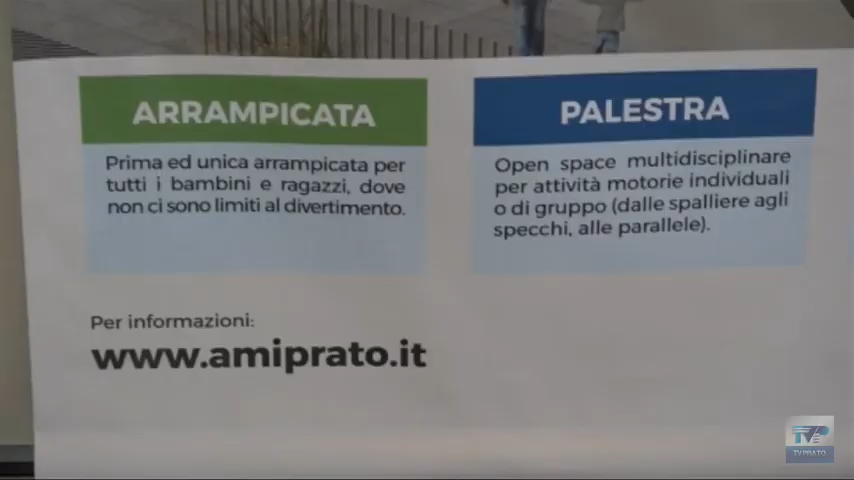 ARRAMPICATA
Prima ed unica arrampicata per
tutti i bambini e ragazzi, dove
non ci sono limiti al divertimento.
PALESTRA
Open space multidisciplinare
per attività motorie individuali
o di gruppo (dalle spalliere agli
specchi, alle parallele).
Per informazioni:
www.amiprato.it
TVP
TV PRATO